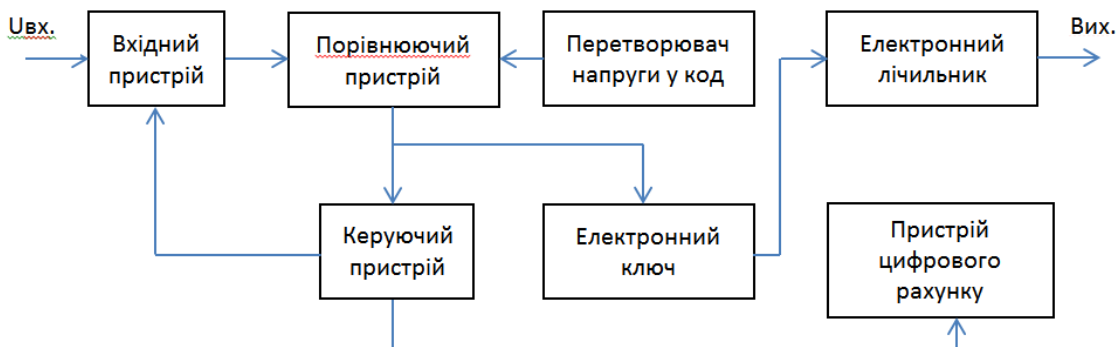 Uвх.
Вхідний
пристрій
Порівнюючий
пристрій
Перетворювач
напруги у код
Електронний
лічильник
Вих.
Керуючий
пристрій
Електронний
ключ
Пристрій
цифрового
рахунку